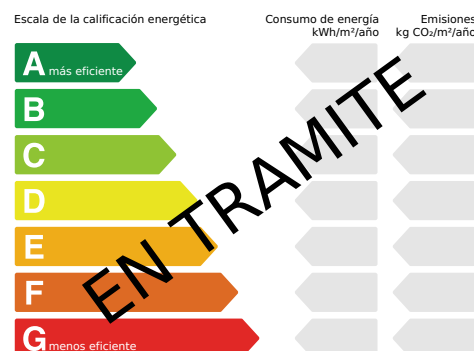 Escala de la calificación energética
Consumo de energía
kWh/m²/año
Emisiones
kg CO₂/m²/año
A más eficiente
B
C
D
E
F
G menos eficiente
EN TRAMITE